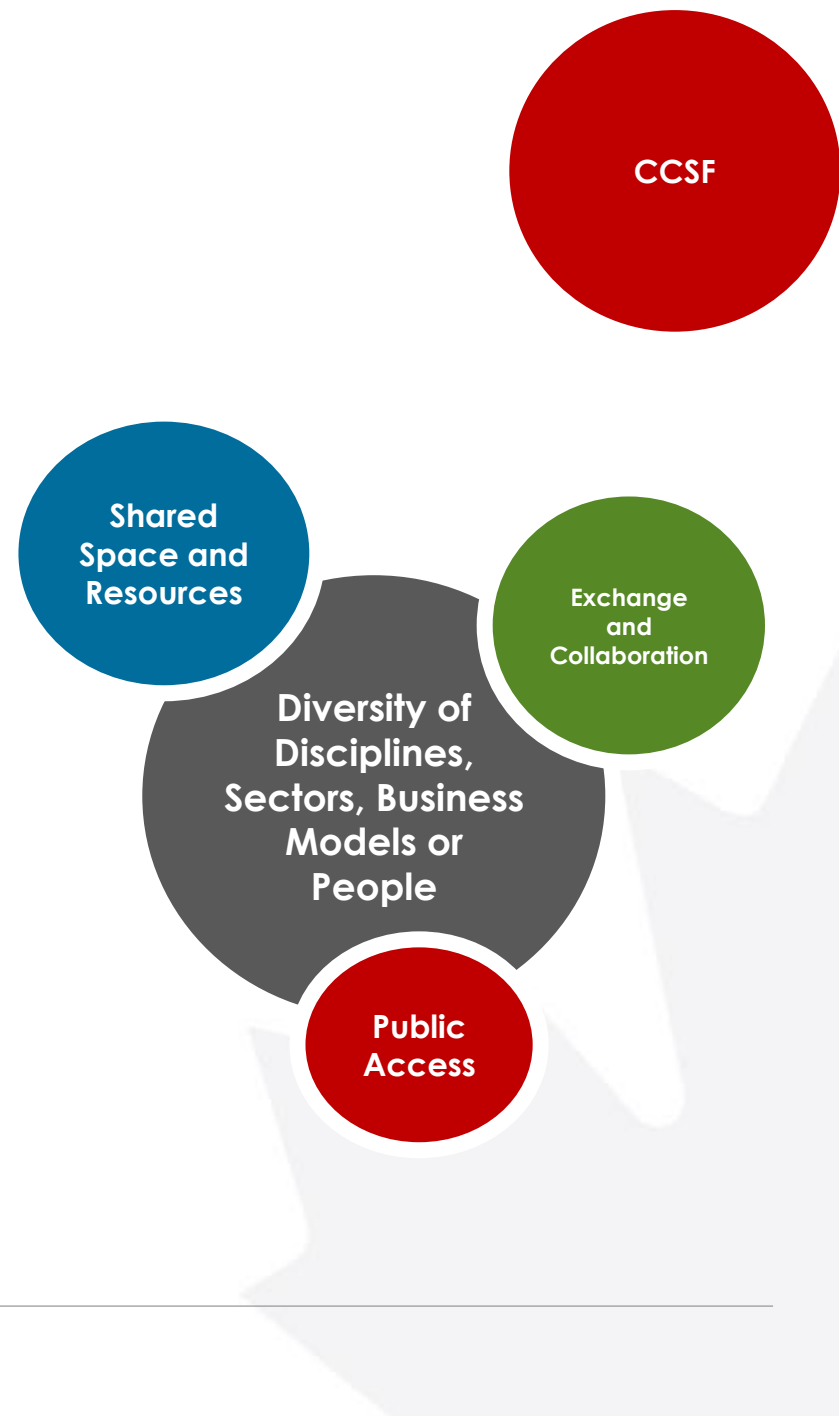 CCSF
Shared
Space and
Resources
Exchange
and
Collaboration
Diversity of
Disciplines,
Sectors, Business
Models or
People
Public
Access